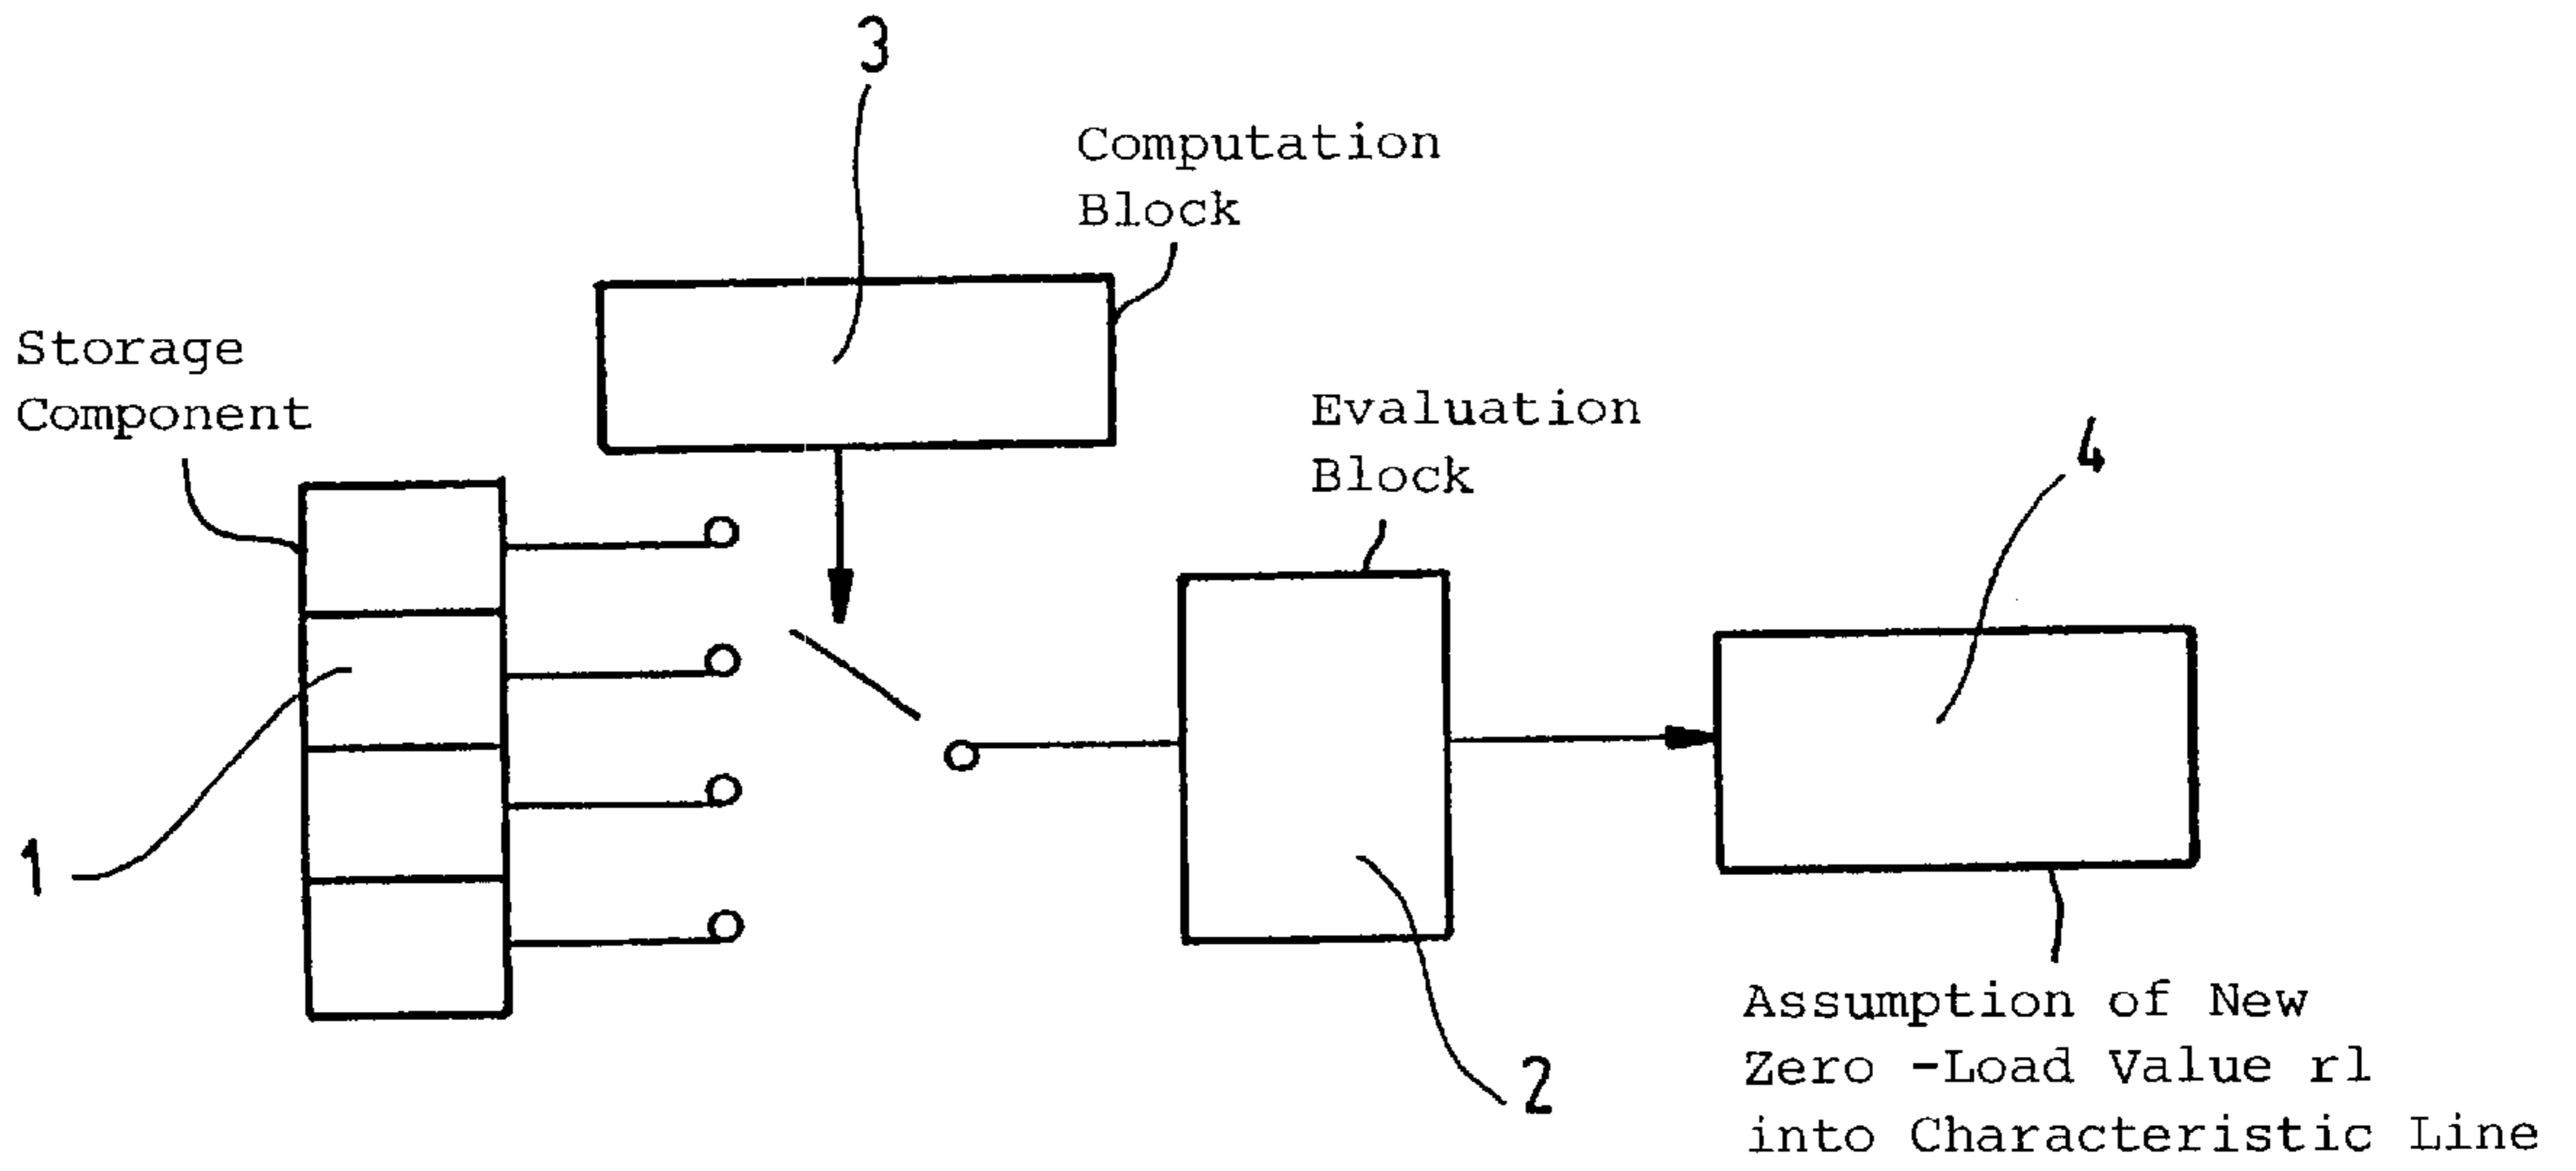 3
Computation
Block
Storage
Component
Evaluation
Block
4
1
2
Assumption of New
Zero -Load Value rl
into Characteristic Line